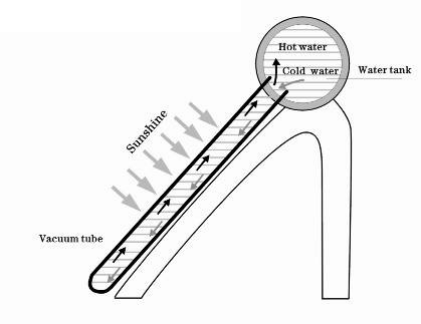 Hot water
Cold water
Water tank
Sunshine
Vacuum tube